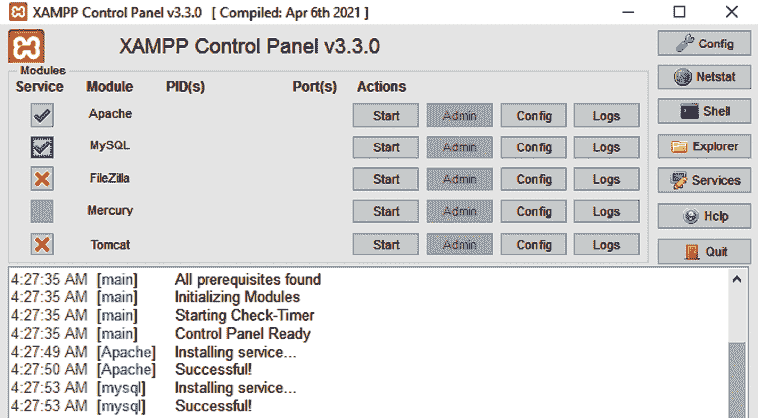 XAMPP Control Panel v3.3.0 [ Compiled: Apr 6th 2021 ]
XAMPP Control Panel v3.3.0
Modules
Service Module PID(s) Port(s) Actions
Apache Start Admin Config Logs
MySQL Start Admin Config Logs
FileZilla Start Admin Config Logs
Mercury Start Admin Config Logs
Tomcat Start Admin Config Logs
Config
Netstat
Shell
Explorer
Services
Help
Quit
4:27:35 AM [main] All prerequisites found
4:27:35 AM [main] Initializing Modules
4:27:35 AM [main] Starting Check-Timer
4:27:35 AM [main] Control Panel Ready
4:27:49 AM [Apache] Installing service...
4:27:50 AM [Apache] Successful!
4:27:53 AM [mysql] Installing service...
4:27:53 AM [mysql] Successful!